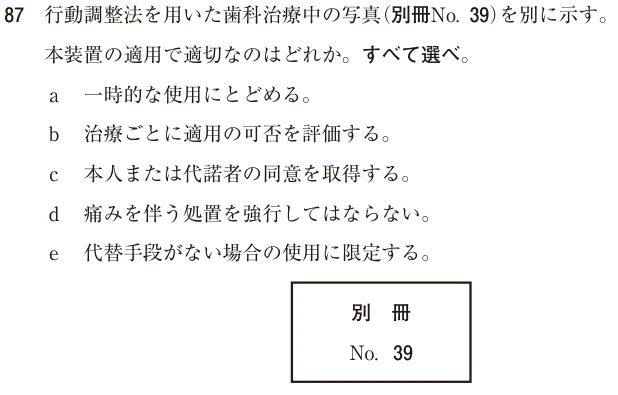 87 行動調整法を用いた歯科治療中の写真(別冊No. 39)を別に示す。
本装置の適用で適切なのはどれか。すべて選べ。
a 一時的な使用にとどめる。
b 治療ごとに適用の可否を評価する。
c 本人または代諾者の同意を取得する。
d 痛みを伴う処置を強行してはならない。
e 代替手段がない場合の使用に限定する。
別 冊
No. 39